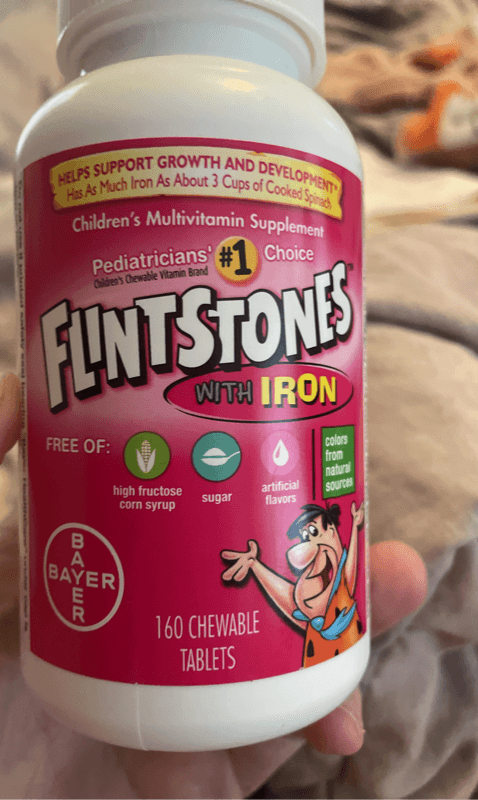 HELPS SUPPORT GROWTH AND DEVELOPMENT*
Has As Much Iron As About 3 Cups of Cooked Spinach
Children's Multivitamin Supplement
Pediatricians' #1 Choice
Children's Chewable Vitamin Brand
FLINTSTONES™
WITH IRON
FREE OF:
high fructose
corn syrup
sugar
artificial
flavors
colors
from
natural
sources
BAYER
BAYER
160 CHEWABLE
TABLETS